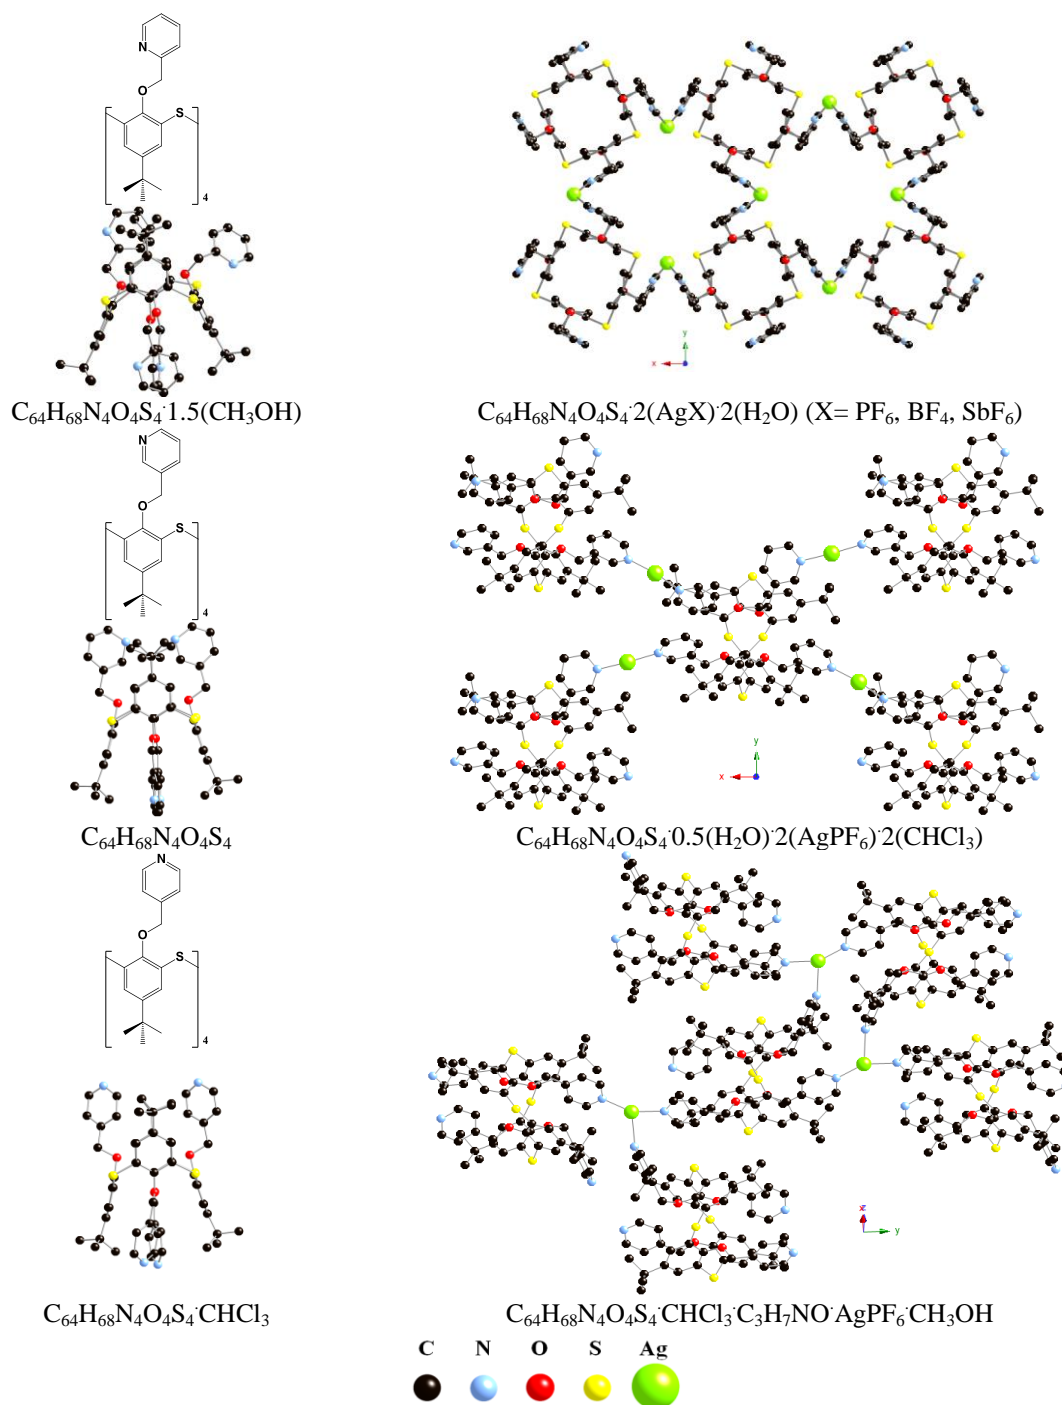 N
O
S
4
x y
C₆₄H₆₈N₄O₄S₄·1.5(CH₃OH)
C₆₄H₆₈N₄O₄S₄·2(AgX)·2(H₂O) (X= PF₆, BF₄, SbF₆)
N
O
S
4
x y
C₆₄H₆₈N₄O₄S₄
C₆₄H₆₈N₄O₄S₄·0.5(H₂O)·2(AgPF₆)·2(CHCl₃)
N
O
S
4
x z y
C₆₄H₆₈N₄O₄S₄·CHCl₃
C₆₄H₆₈N₄O₄S₄·CHCl₃·C₃H₇NO·AgPF₆·CH₃OH
C N O S Ag